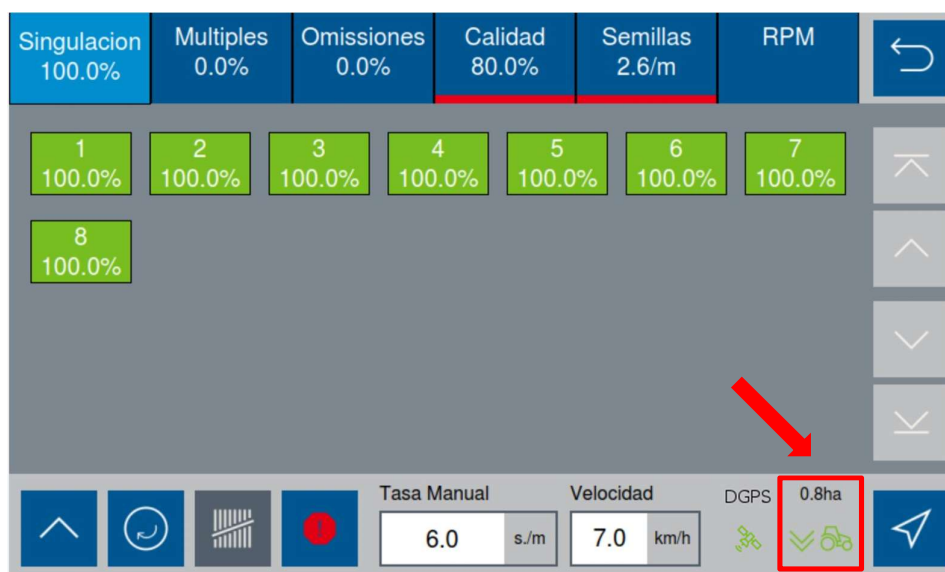 Singulacion
100.0%
Multiples
0.0%
Omissiones
0.0%
Calidad
80.0%
Semillas
2.6/m
RPM
1
100.0%
2
100.0%
3
100.0%
4
100.0%
5
100.0%
6
100.0%
7
100.0%
8
100.0%
Tasa Manual
6.0 s./m
Velocidad
7.0 km/h
DGPS
0.8ha